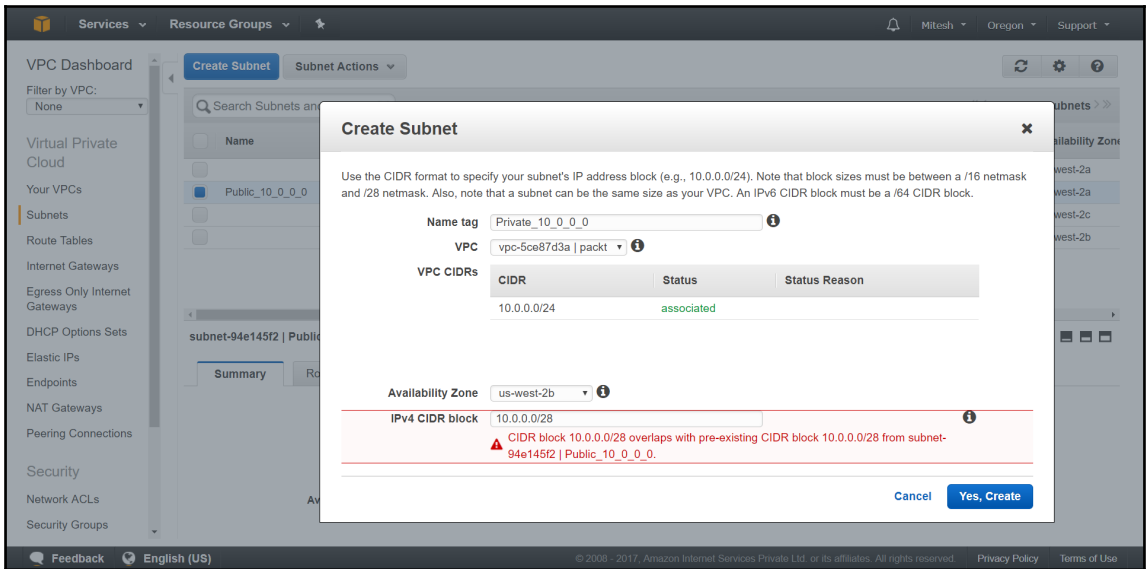 Services Resource Groups Mitesh Oregon Support
VPC Dashboard
Filter by VPC:
None
Virtual Private
Cloud
Your VPCs
Subnets
Route Tables
Internet Gateways
Egress Only Internet
Gateways
DHCP Options Sets
Elastic IPs
Endpoints
NAT Gateways
Peering Connections
Security
Network ACLs
Security Groups
Create Subnet Subnet Actions
Search Subnets and
ubnets
Name
ailability Zone
west-2a
Public_10_0_0_0 west-2a
west-2c
west-2b
subnet-94e145f2 | Public
Summary Ro
Av
Create Subnet
Use the CIDR format to specify your subnet's IP address block (e.g., 10.0.0.0/24). Note that block sizes must be between a /16 netmask
and /28 netmask. Also, note that a subnet can be the same size as your VPC. An IPv6 CIDR block must be a /64 CIDR block.
Name tag Private_10_0_0_0
VPC vpc-5ce87d3a | packt
VPC CIDRs
CIDR Status Status Reason
10.0.0.0/24 associated
Availability Zone us-west-2b
IPv4 CIDR block 10.0.0.0/28
CIDR block 10.0.0.0/28 overlaps with pre-existing CIDR block 10.0.0.0/28 from subnet-
94e145f2 | Public_10_0_0_0.
Cancel Yes, Create
Feedback English (US) © 2008 - 2017, Amazon Internet Services Private Ltd. or its affiliates. All rights reserved. Privacy Policy Terms of Use